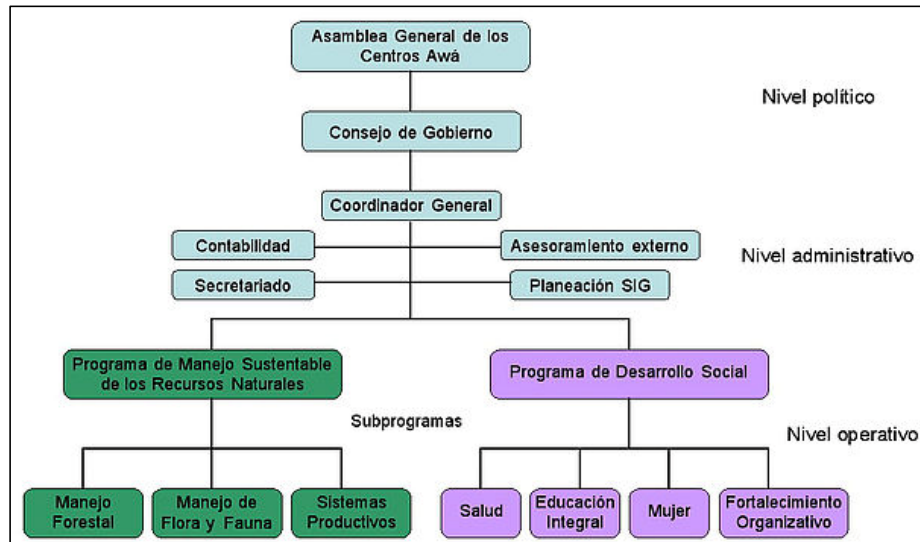 Asamblea General de los
Centros Awá
Nivel político
Consejo de Gobierno
Coordinador General
Contabilidad
Asesoramiento externo
Nivel administrativo
Secretariado
Planeación SIG
Programa de Manejo Sustentable
de los Recursos Naturales
Programa de Desarrollo Social
Subprogramas
Nivel operativo
Manejo
Forestal
Manejo de
Flora y Fauna
Sistemas
Productivos
Salud
Educación
Integral
Mujer
Fortalecimiento
Organizativo